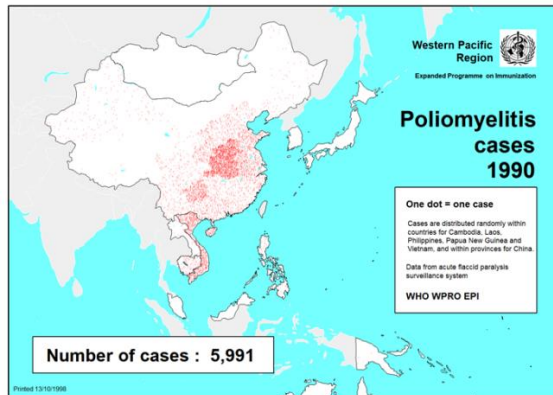 Western Pacific
Region
Expanded Programme on Immunization
Poliomyelitis
cases
1990
One dot = one case
Cases are distributed randomly within
countries for Cambodia, Laos,
Philippines, Papua New Guinea and
Vietnam, and within provinces for China.
Data from acute flaccid paralysis
surveillance system
WHO WPRO EPI
Number of cases : 5,991
Printed 13/10/1998